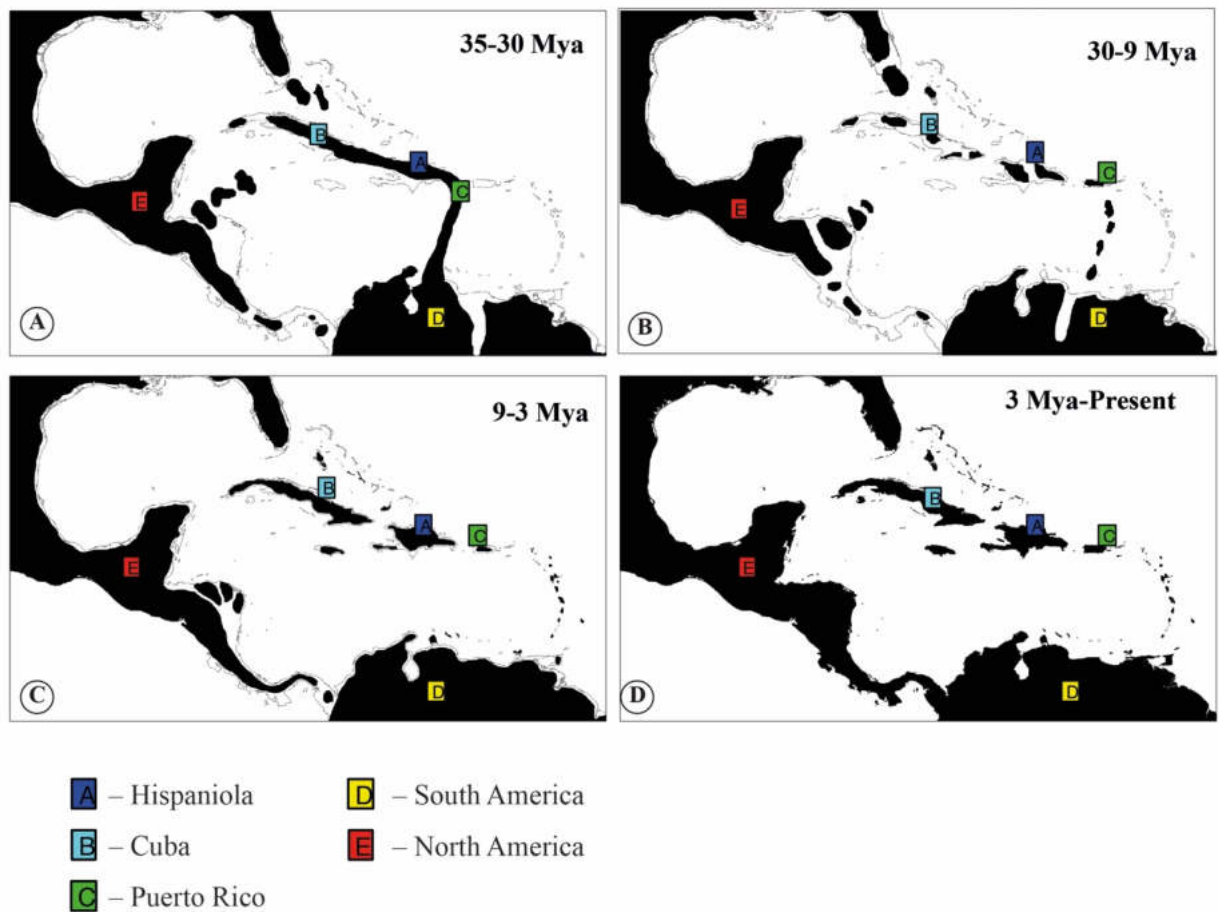 35-30 Mya
B
A
C
E
D
A
30-9 Mya
B
A
C
E
D
B
9-3 Mya
B
A
C
E
D
C
3 Mya-Present
B
A
C
E
D
D
A – Hispaniola
B – Cuba
C – Puerto Rico
D – South America
E – North America